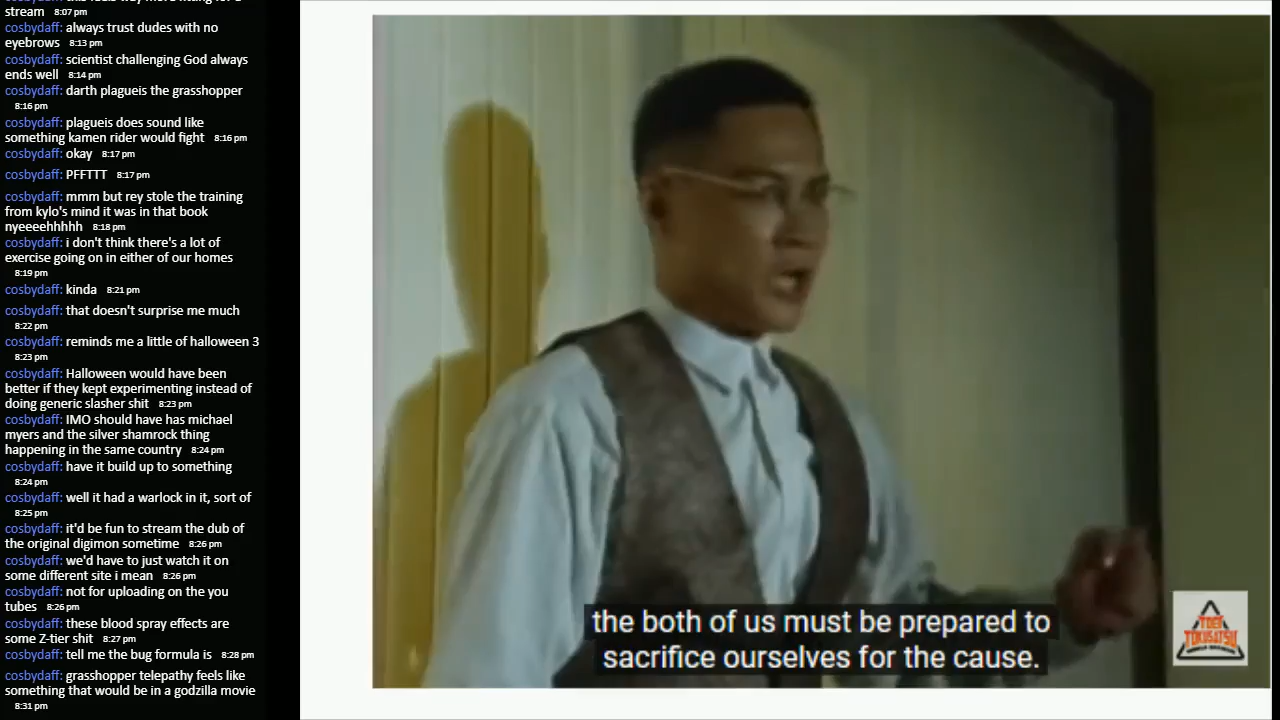 stream 8:07 pm
cosbydaff: always trust dudes with no
eyebrows 8:13 pm
cosbydaff: scientist challenging God always
ends well 8:14 pm
cosbydaff: darth plagueis the grasshopper
8:16 pm
cosbydaff: plagueis does sound like
something kamen rider would fight 8:16 pm
cosbydaff: okay 8:17 pm
cosbydaff: PFFTTT 8:17 pm
cosbydaff: mmm but rey stole the training
from kylo's mind it was in that book
nyeeeehhhhh 8:18 pm
cosbydaff: i don't think there's a lot of
exercise going on in either of our homes
8:19 pm
cosbydaff: kinda 8:21 pm
cosbydaff: that doesn't surprise me much
8:22 pm
cosbydaff: reminds me a little of halloween 3
8:23 pm
cosbydaff: Halloween would have been
better if they kept experimenting instead of
doing generic slasher shit 8:23 pm
cosbydaff: IMO should have has michael
myers and the silver shamrock thing
happening in the same country 8:24 pm
cosbydaff: have it build up to something
8:24 pm
cosbydaff: well it had a warlock in it, sort of
8:25 pm
cosbydaff: it'd be fun to stream the dub of
the original digimon sometime 8:26 pm
cosbydaff: we'd have to just watch it on
some different site i mean 8:26 pm
cosbydaff: not for uploading on the you
tubes 8:26 pm
cosbydaff: these blood spray effects are
some Z-tier shit 8:27 pm
cosbydaff: tell me the bug formula is 8:28 pm
cosbydaff: grasshopper telepathy feels like
something that would be in a godzilla movie
8:31 pm
the both of us must be prepared to
sacrifice ourselves for the cause.
TOEI
TOKUSATSU